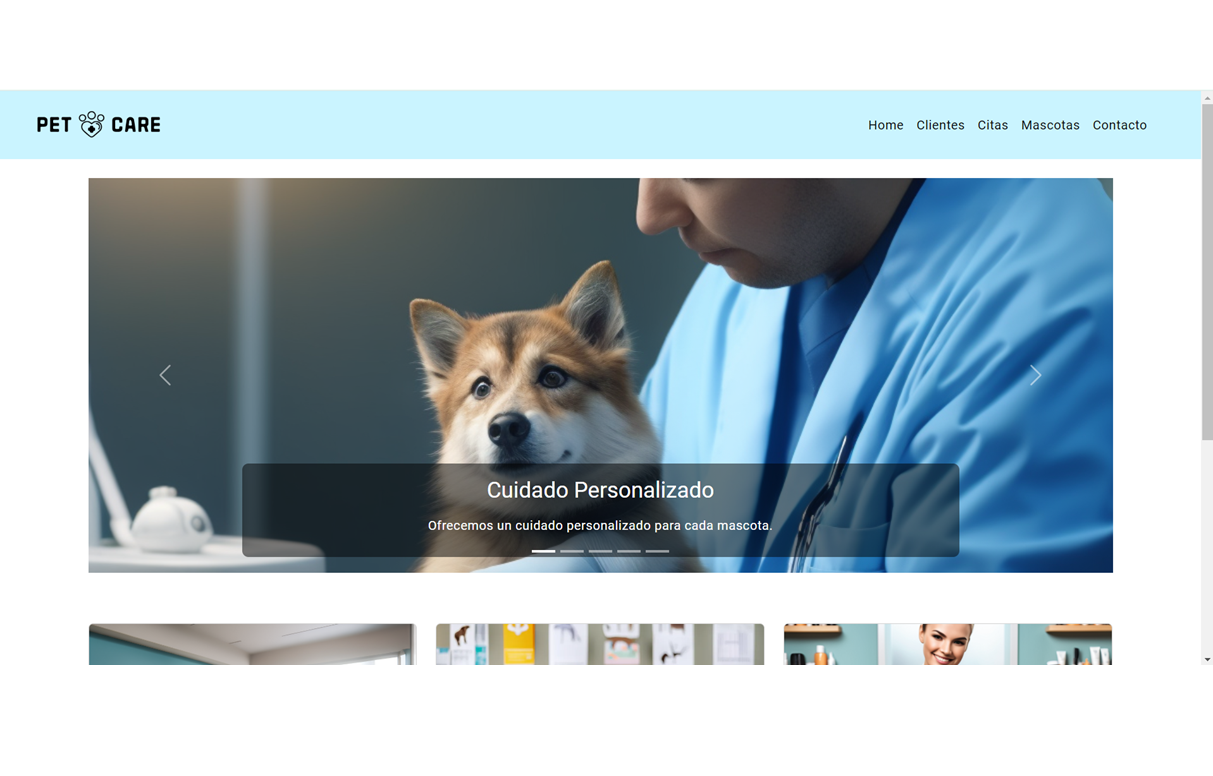 PET CARE
Home Clientes Citas Mascotas Contacto
Cuidado Personalizado
Ofrecemos un cuidado personalizado para cada mascota.